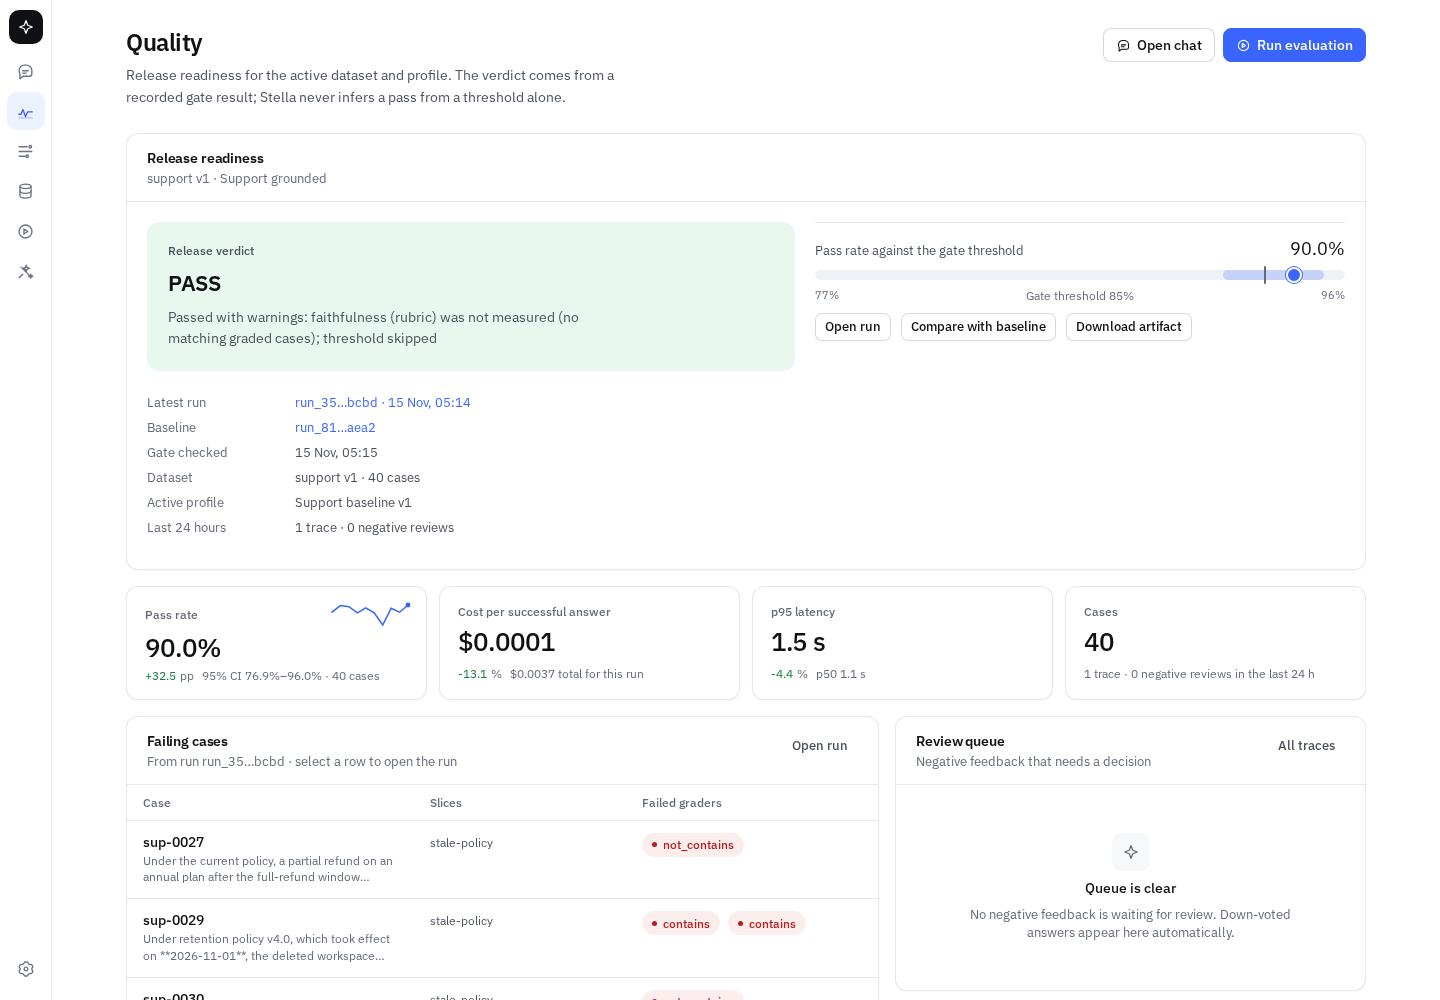 Quality
Open chat
Run evaluation
Release readiness for the active dataset and profile. The verdict comes from a
recorded gate result; Stella never infers a pass from a threshold alone.
Release readiness
support v1 · Support grounded
Release verdict
PASS
Passed with warnings: faithfulness (rubric) was not measured (no
matching graded cases); threshold skipped
Pass rate against the gate threshold
90.0%
77%
Gate threshold 85%
96%
Open run
Compare with baseline
Download artifact
Latest run
run_35…bcbd · 15 Nov, 05:14
Baseline
run_81…aea2
Gate checked
15 Nov, 05:15
Dataset
support v1 · 40 cases
Active profile
Support baseline v1
Last 24 hours
1 trace · 0 negative reviews
Pass rate
90.0%
+32.5 pp 95% CI 76.9%–96.0% · 40 cases
Cost per successful answer
$0.0001
-13.1 % $0.0037 total for this run
p95 latency
1.5 s
-4.4 % p50 1.1 s
Cases
40
1 trace · 0 negative reviews in the last 24 h
Failing cases
From run run_35…bcbd · select a row to open the run
Open run
Case
Slices
Failed graders
sup-0027
Under the current policy, a partial refund on an
annual plan after the full-refund window…
stale-policy
not_contains
sup-0029
Under retention policy v4.0, which took effect
on **2026-11-01**, the deleted workspace…
stale-policy
contains
contains
sup-0030
stale-policy
Review queue
Negative feedback that needs a decision
All traces
Queue is clear
No negative feedback is waiting for review. Down-voted
answers appear here automatically.